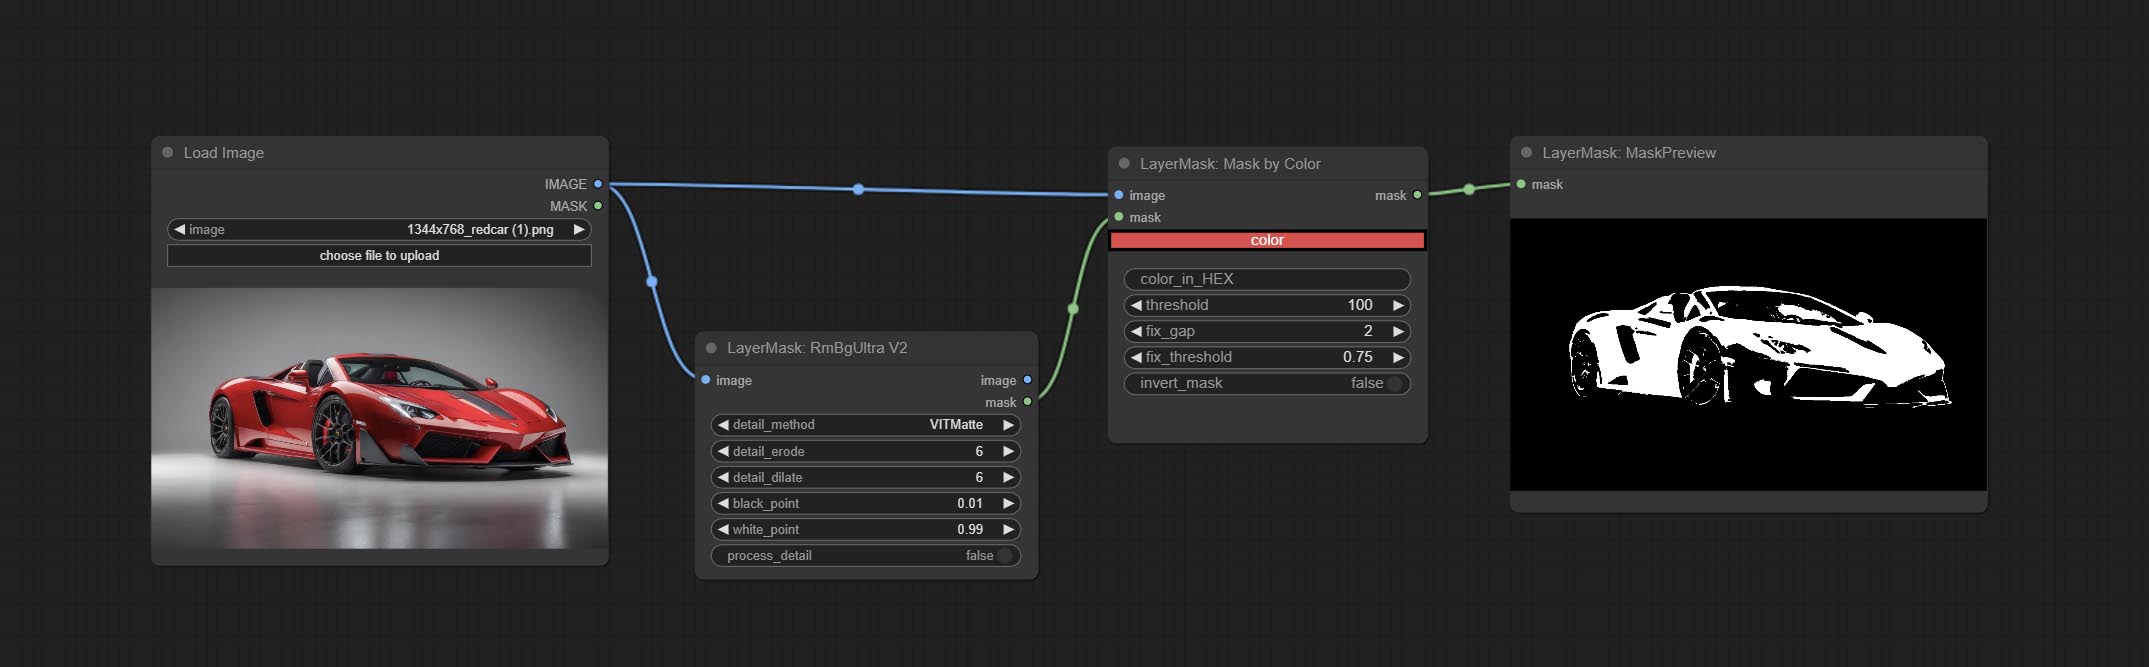 Load Image
IMAGE
MASK
image 1344x768_redcar (1).png
choose file to upload
LayerMask: RmBgUltra V2
image image
mask
detail_method VITMatte
detail_erode 6
detail_dilate 6
black_point 0.01
white_point 0.99
process_detail false
LayerMask: Mask by Color
image mask
mask
color
color_in_HEX
threshold 100
fix_gap 2
fix_threshold 0.75
invert_mask false
LayerMask: MaskPreview
mask